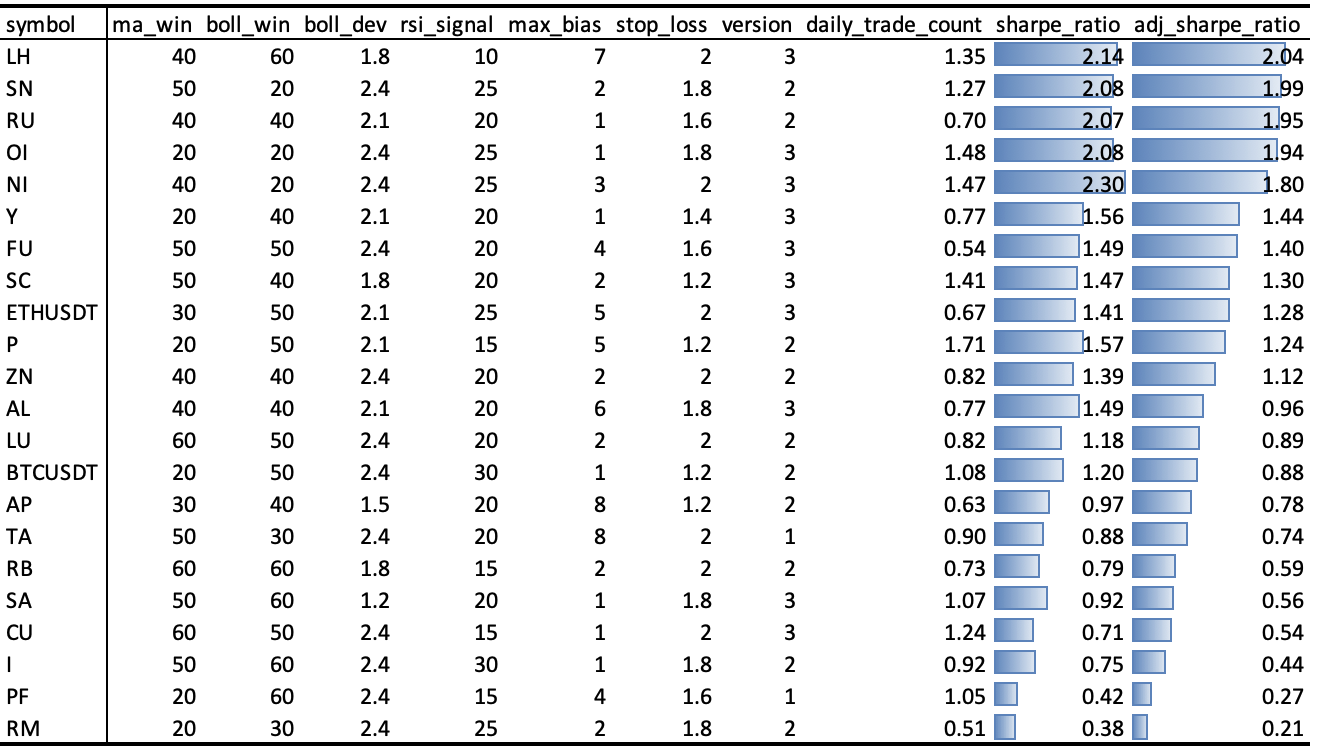 symbol ma_win boll_win boll_dev rsi_signal max_bias stop_loss version daily_trade_count sharpe_ratio adj_sharpe_ratio
LH 40 60 1.8 10 7 2 3 1.35 2.14 2.04
SN 50 20 2.4 25 2 1.8 2 1.27 2.08 1.99
RU 40 40 2.1 20 1 1.6 2 0.70 2.07 1.95
OI 20 20 2.4 25 1 1.8 3 1.48 2.08 1.94
NI 40 20 2.4 25 3 2 3 1.47 2.30 1.80
Y 20 40 2.1 20 1 1.4 3 0.77 1.56 1.44
FU 50 50 2.4 20 4 1.6 3 0.54 1.49 1.40
SC 50 40 1.8 20 2 1.2 3 1.41 1.47 1.30
ETHUSDT 30 50 2.1 25 5 2 3 0.67 1.41 1.28
P 20 50 2.1 15 5 1.2 2 1.71 1.57 1.24
ZN 40 40 2.4 20 2 2 2 0.82 1.39 1.12
AL 40 40 2.1 20 6 1.8 3 0.77 1.49 0.96
LU 60 50 2.4 20 2 2 2 0.82 1.18 0.89
BTCUSDT 20 50 2.4 30 1 1.2 2 1.08 1.20 0.88
AP 30 40 1.5 20 8 1.2 2 0.63 0.97 0.78
TA 50 30 2.4 20 8 2 1 0.90 0.88 0.74
RB 60 60 1.8 15 2 2 2 0.73 0.79 0.59
SA 50 60 1.2 20 1 1.8 3 1.07 0.92 0.56
CU 60 50 2.4 15 1 2 3 1.24 0.71 0.54
I 50 60 2.4 30 1 1.8 2 0.92 0.75 0.44
PF 20 60 2.4 15 4 1.6 1 1.05 0.42 0.27
RM 20 30 2.4 25 2 1.8 2 0.51 0.38 0.21